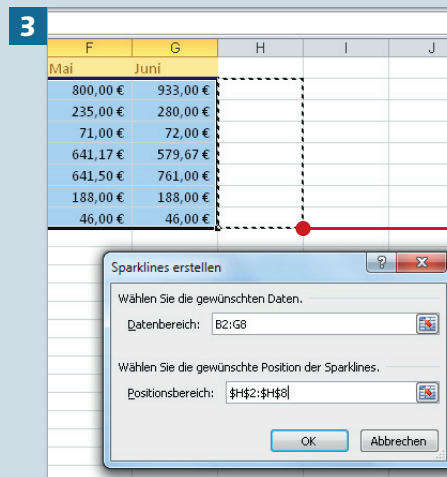 3
F G H I J
Mai Juni
800,00 € 933,00 €
235,00 € 280,00 €
71,00 € 72,00 €
641,17 € 579,67 €
641,50 € 761,00 €
188,00 € 188,00 €
46,00 € 46,00 €
Sparklines erstellen
Wählen Sie die gewünschten Daten.
Datenbereich: B2:G8
Wählen Sie die gewünschte Position der Sparklines.
Positionsbereich: $H$2:$H$8
OK Abbrechen